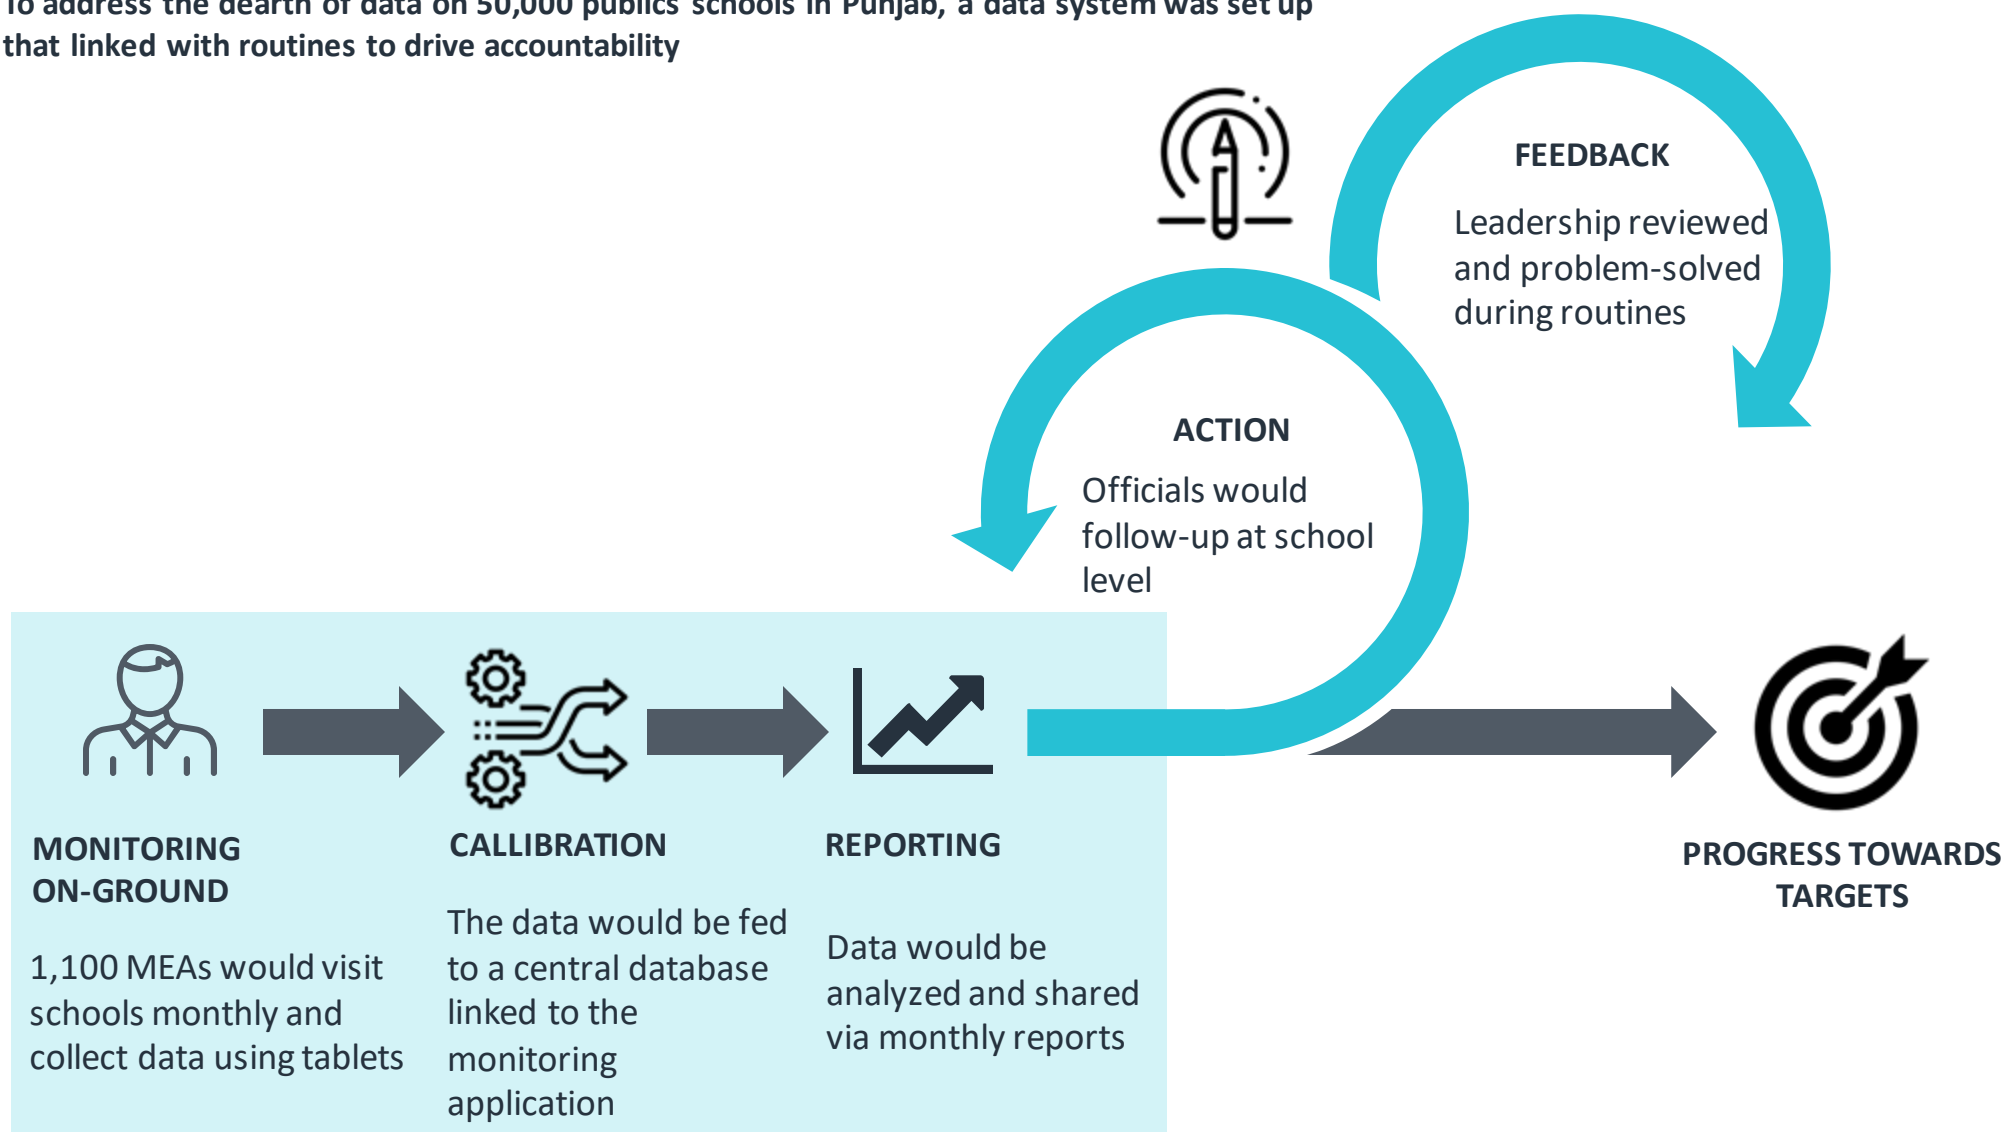 To address the dearth of data on 50,000 publics schools in Punjab, a data system was set up
that linked with routines to drive accountability
FEEDBACK
Leadership reviewed
and problem-solved
during routines
ACTION
Officials would
follow-up at school
level
MONITORING
ON-GROUND
1,100 MEAs would visit
schools monthly and
collect data using tablets
CALLIBRATION
The data would be fed
to a central database
linked to the
monitoring
application
REPORTING
Data would be
analyzed and shared
via monthly reports
PROGRESS TOWARDS
TARGETS